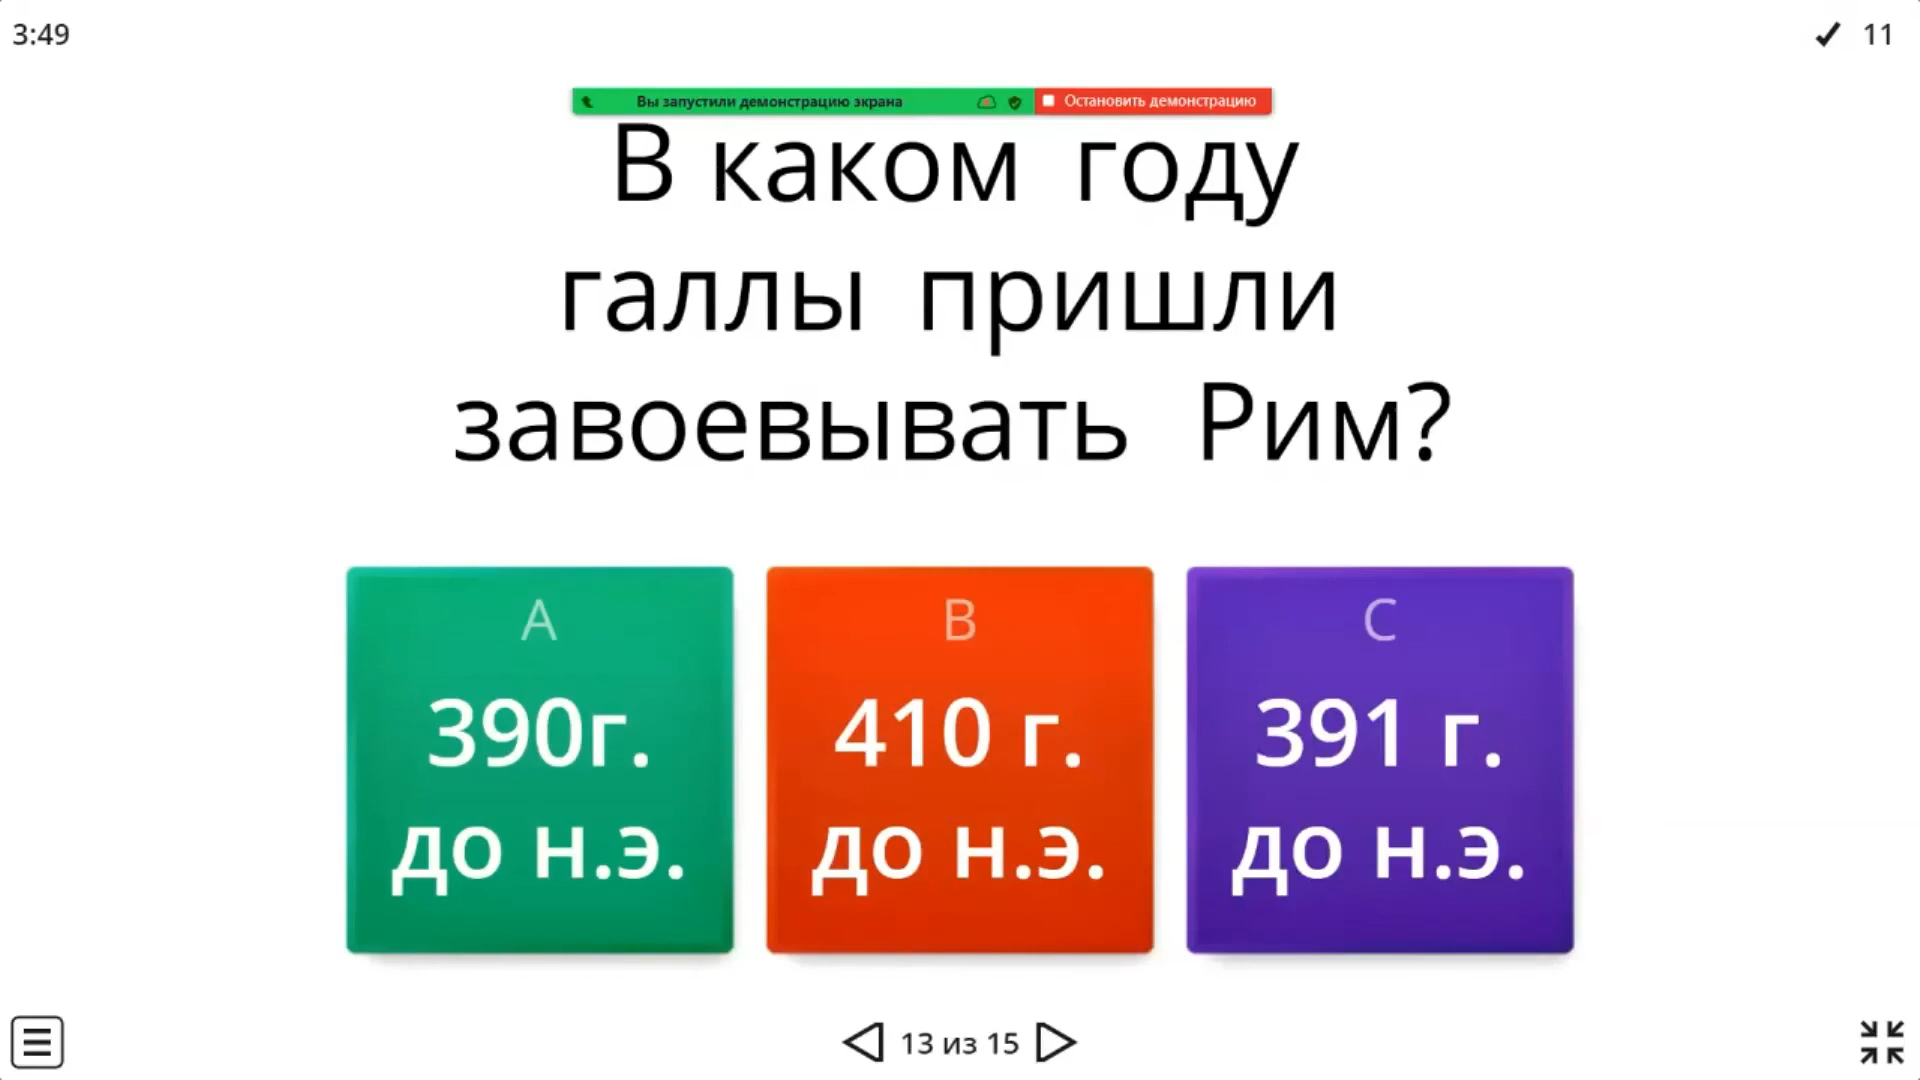 3:49
11
Вы запустили демонстрацию экрана
Остановить демонстрацию
В каком году
галлы пришли
завоевывать Рим?
A
390г.
до н.э.
B
410 г.
до н.э.
C
391 г.
до н.э.
13 из 15